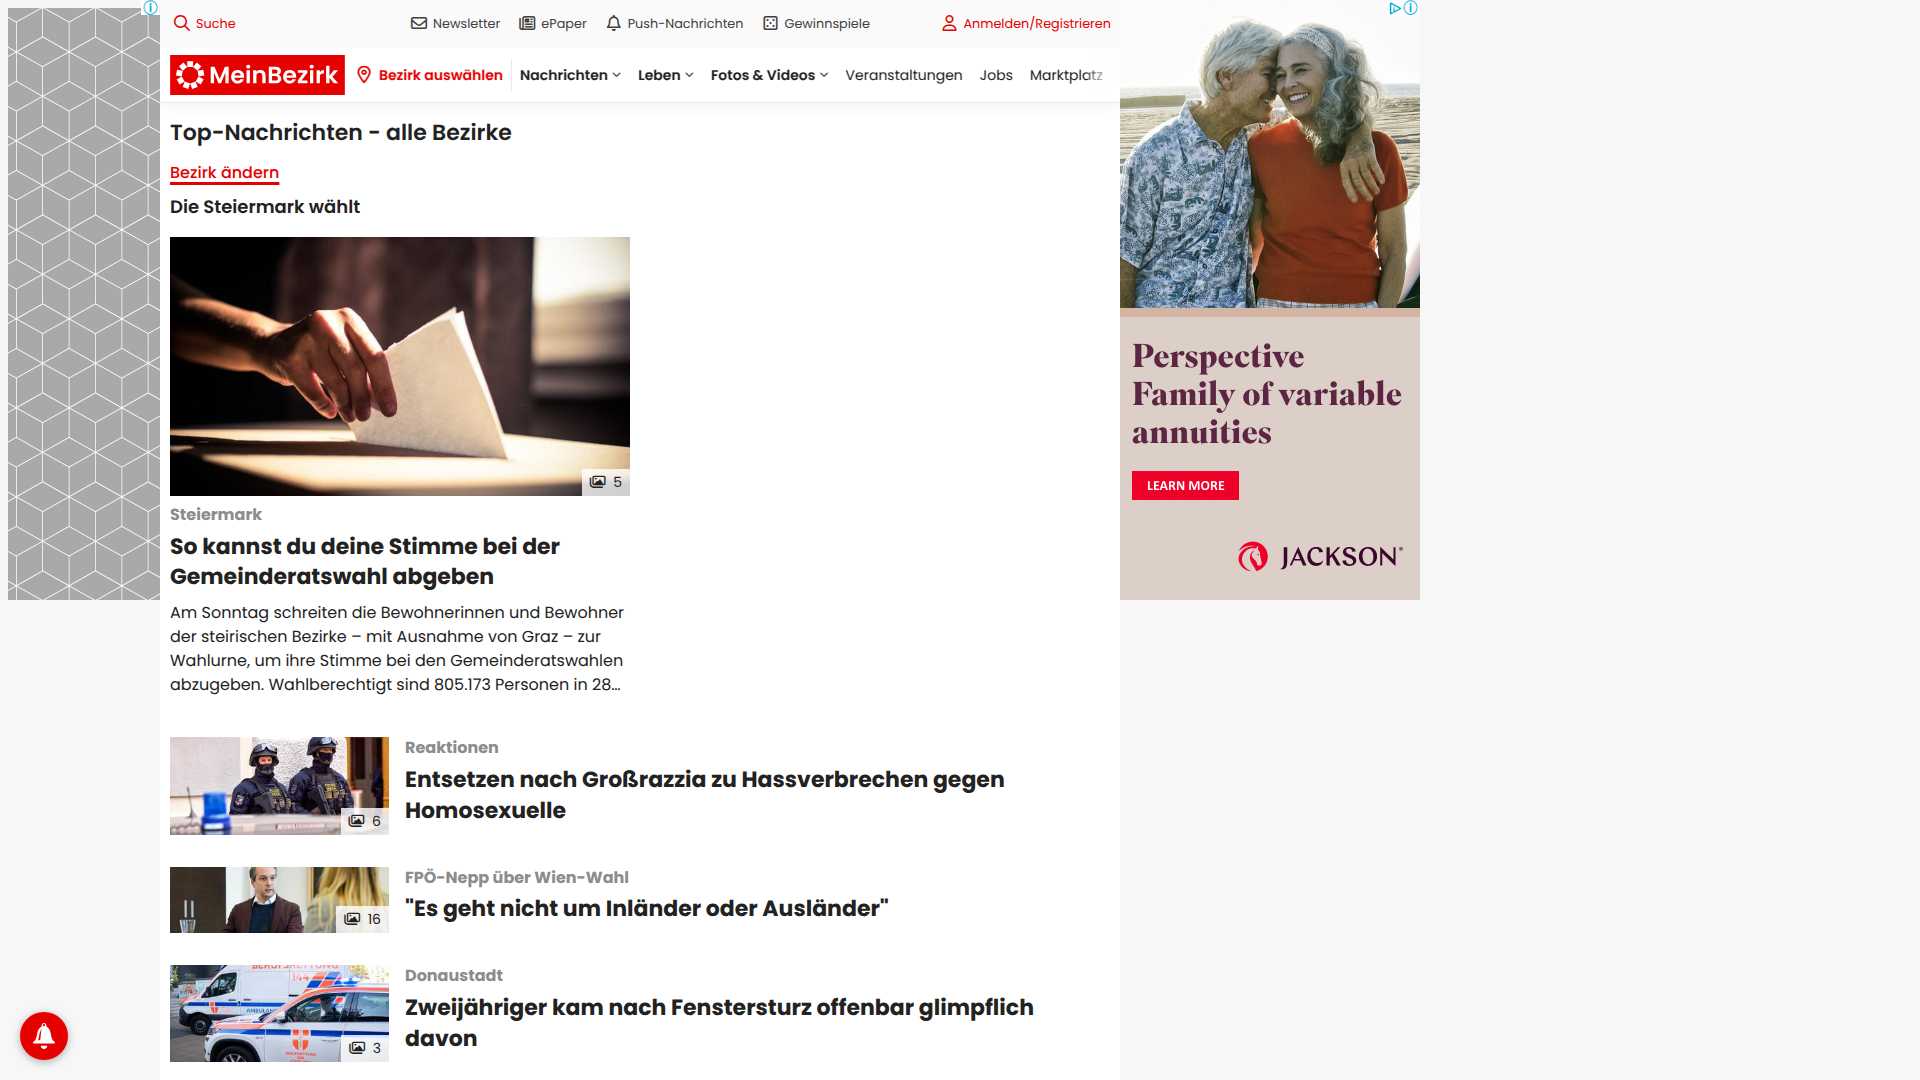 Suche
Newsletter
ePaper
Push-Nachrichten
Gewinnspiele
Anmelden/Registrieren
MeinBezirk
Bezirk auswählen
Nachrichten
Leben
Fotos & Videos
Veranstaltungen
Jobs
Marktplatz
Top-Nachrichten - alle Bezirke
Bezirk ändern
Die Steiermark wählt
5
Steiermark
So kannst du deine Stimme bei der
Gemeinderatswahl abgeben
Am Sonntag schreiten die Bewohnerinnen und Bewohner
der steirischen Bezirke – mit Ausnahme von Graz – zur
Wahlurne, um ihre Stimme bei den Gemeinderatswahlen
abzugeben. Wahlberechtigt sind 805.173 Personen in 28…
6
Reaktionen
Entsetzen nach Großrazzia zu Hassverbrechen gegen
Homosexuelle
16
FPÖ-Nepp über Wien-Wahl
"Es geht nicht um Inländer oder Ausländer"
144
3
Donaustadt
Zweijähriger kam nach Fenstersturz offenbar glimpflich
davon
Perspective
Family of variable
annuities
LEARN MORE
JACKSON®